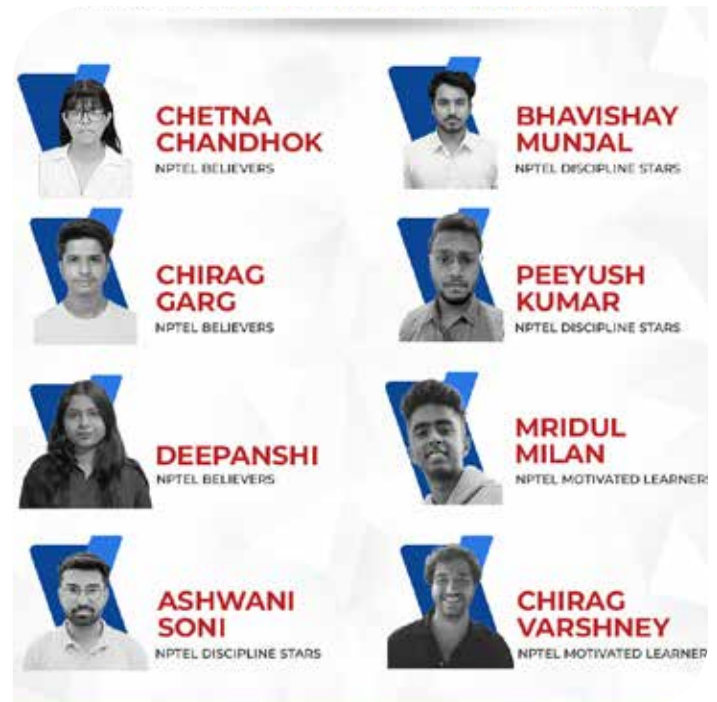 CHETNA
CHANDHOK
NPTEL BELIEVERS
BHAVISHAY
MUNJAL
NPTEL DISCIPLINE STARS
CHIRAG
GARG
NPTEL BELIEVERS
PEEYUSH
KUMAR
NPTEL DISCIPLINE STARS
DEEPANSHI
NPTEL BELIEVERS
MRIDUL
MILAN
NPTEL MOTIVATED LEARNERS
ASHWANI
SONI
NPTEL DISCIPLINE STARS
CHIRAG
VARSHNEY
NPTEL MOTIVATED LEARNER